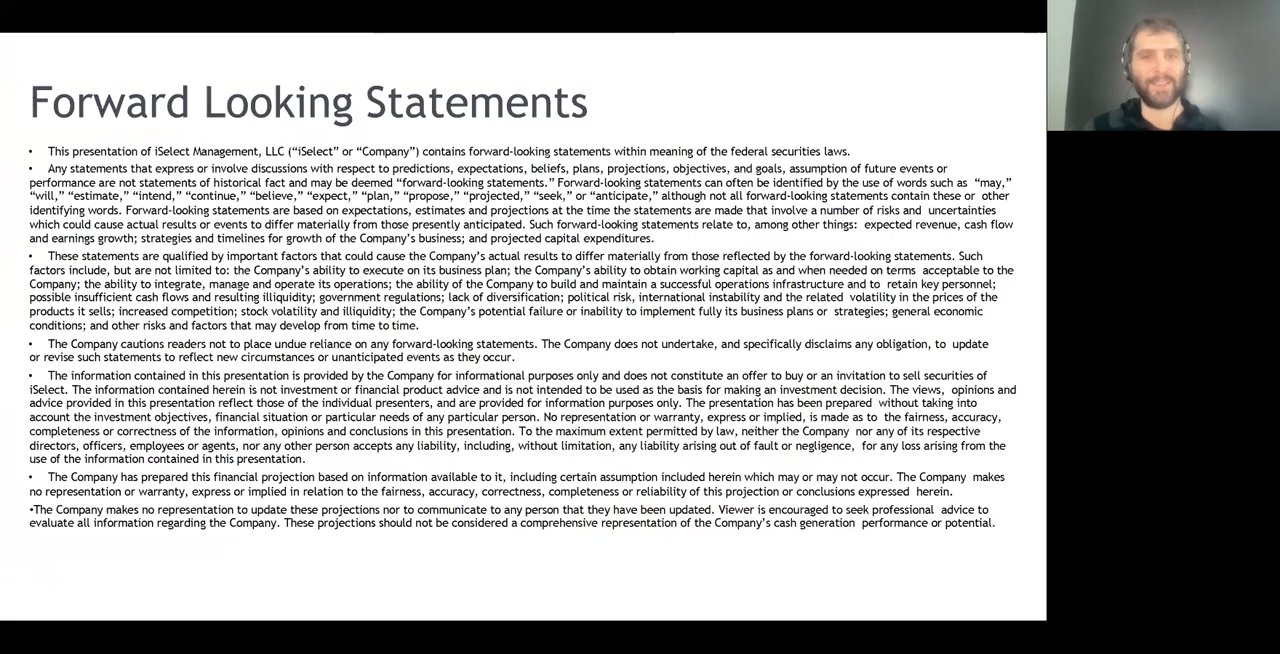 Forward Looking Statements
• This presentation of iSelect Management, LLC (“iSelect” or “Company”) contains forward-looking statements within meaning of the federal securities laws.
• Any statements that express or involve discussions with respect to predictions, expectations, beliefs, plans, projections, objectives, and goals, assumption of future events or
performance are not statements of historical fact and may be deemed “forward-looking statements.” Forward-looking statements can often be identified by the use of words such as “may,”
“will,” “estimate,” “intend,” “continue,” “believe,” “expect,” “plan,” “propose,” “projected,” “seek,” or “anticipate,” although not all forward-looking statements contain these or other
identifying words. Forward-looking statements are based on expectations, estimates and projections at the time the statements are made that involve a number of risks and uncertainties
which could cause actual results or events to differ materially from those presently anticipated. Such forward-looking statements relate to, among other things: expected revenue, cash flow
and earnings growth; strategies and timelines for growth of the Company’s business; and projected capital expenditures.
• These statements are qualified by important factors that could cause the Company’s actual results to differ materially from those reflected by the forward-looking statements. Such
factors include, but are not limited to: the Company’s ability to execute on its business plan; the Company’s ability to obtain working capital as and when needed on terms acceptable to the
Company; the ability to integrate, manage and operate its operations; the ability of the Company to build and maintain a successful operations infrastructure and to retain key personnel;
possible insufficient cash flows and resulting illiquidity; government regulations; lack of diversification; political risk, international instability and the related volatility in the prices of the
products it sells; increased competition; stock volatility and illiquidity; the Company’s potential failure or inability to implement fully its business plans or strategies; general economic
conditions; and other risks and factors that may develop from time to time.
• The Company cautions readers not to place undue reliance on any forward-looking statements. The Company does not undertake, and specifically disclaims any obligation, to update
or revise such statements to reflect new circumstances or unanticipated events as they occur.
• The information contained in this presentation is provided by the Company for informational purposes only and does not constitute an offer to buy or an invitation to sell securities of
iSelect. The information contained herein is not investment or financial product advice and is not intended to be used as the basis for making an investment decision. The views, opinions and
advice provided in this presentation reflect those of the individual presenters, and are provided for information purposes only. The presentation has been prepared without taking into
account the investment objectives, financial situation or particular needs of any particular person. No representation or warranty, express or implied, is made as to the fairness, accuracy,
completeness or correctness of the information, opinions and conclusions in this presentation. To the maximum extent permitted by law, neither the Company nor any of its respective
directors, officers, employees or agents, nor any other person accepts any liability, including, without limitation, any liability arising out of fault or negligence, for any loss arising from the
use of the information contained in this presentation.
• The Company has prepared this financial projection based on information available to it, including certain assumption included herein which may or may not occur. The Company makes
no representation or warranty, express or implied in relation to the fairness, accuracy, correctness, completeness or reliability of this projection or conclusions expressed herein.
•The Company makes no representation to update these projections nor to communicate to any person that they have been updated. Viewer is encouraged to seek professional advice to
evaluate all information regarding the Company. These projections should not be considered a comprehensive representation of the Company’s cash generation performance or potential.